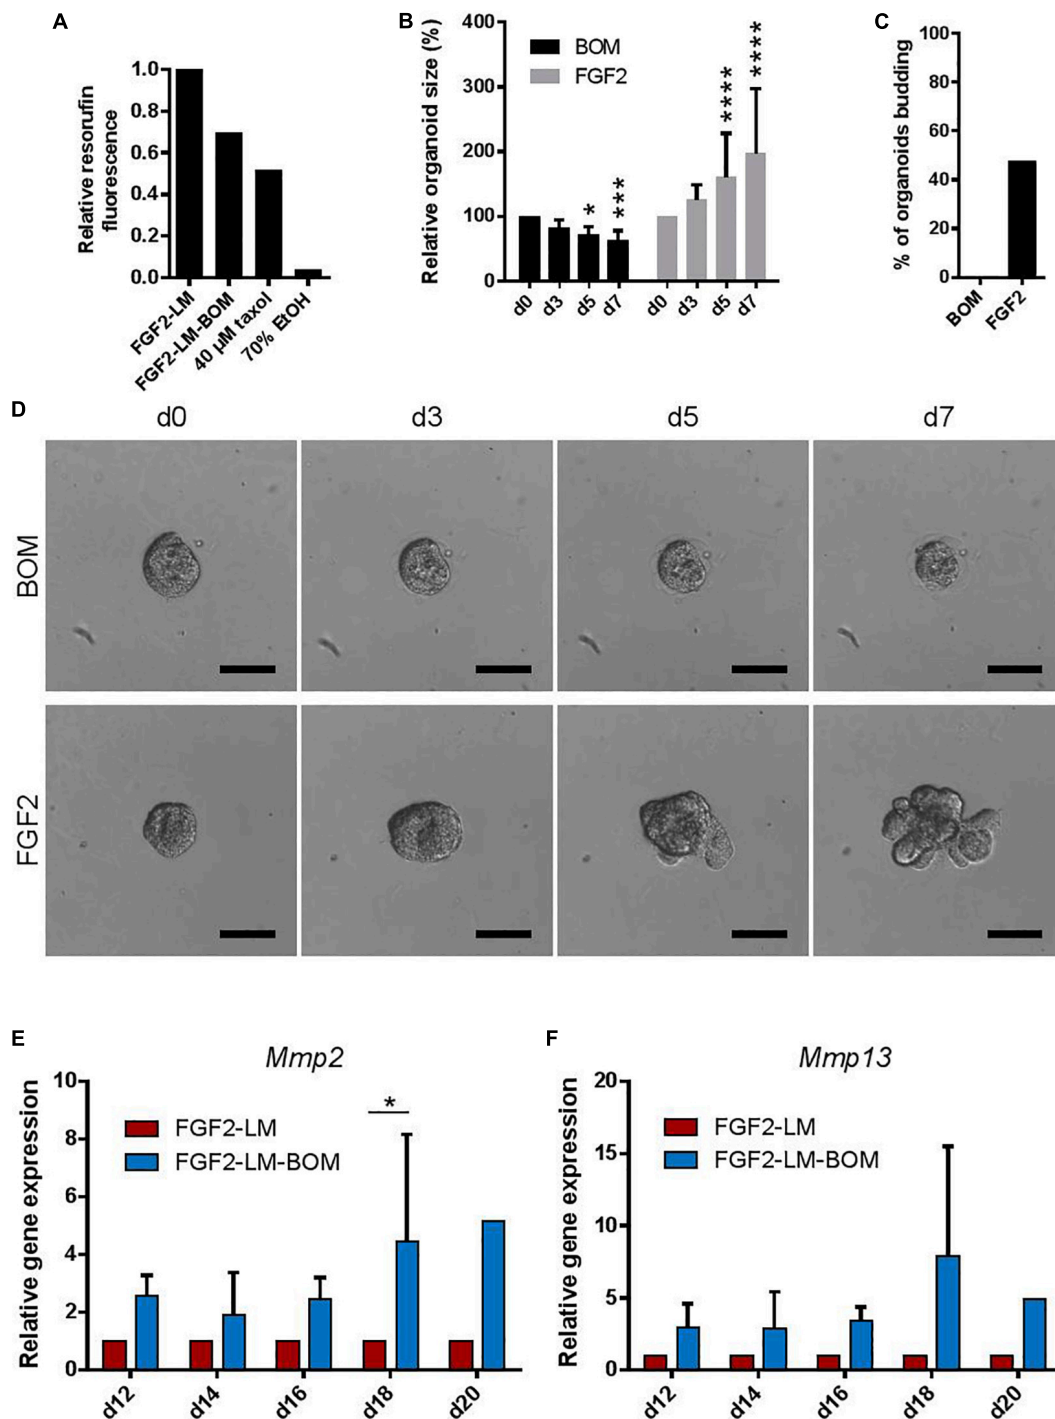 A
Relative resorufin
fluorescence
1.0
0.8
0.6
0.4
0.2
0.0
FGF2-LM
FGF2-LM-BOM
40 µM taxol
70% EtOH
B
Relative organoid size (%)
400
300
200
100
0
BOM
FGF2
*
***
****
****
d0
d3
d5
d7
d0
d3
d5
d7
C
% of organoids budding
100
80
60
40
20
0
BOM
FGF2
D
d0
d3
d5
d7
BOM
FGF2
E
Mmp2
Relative gene expression
10
8
6
4
2
0
FGF2-LM
FGF2-LM-BOM
*
d12
d14
d16
d18
d20
F
Mmp13
Relative gene expression
20
15
10
5
0
FGF2-LM
FGF2-LM-BOM
d12
d14
d16
d18
d20